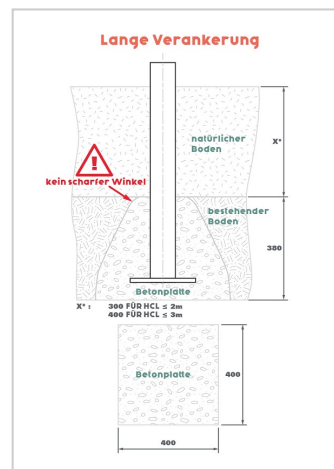 Lange Verankerung
natürlicher
Boden
X*
kein scharfer Winkel
bestehender
Boden
380
Betonplatte
X* : 300 FÜR HCL ≤ 2m
400 FÜR HCL ≤ 3m
Betonplatte
400
400